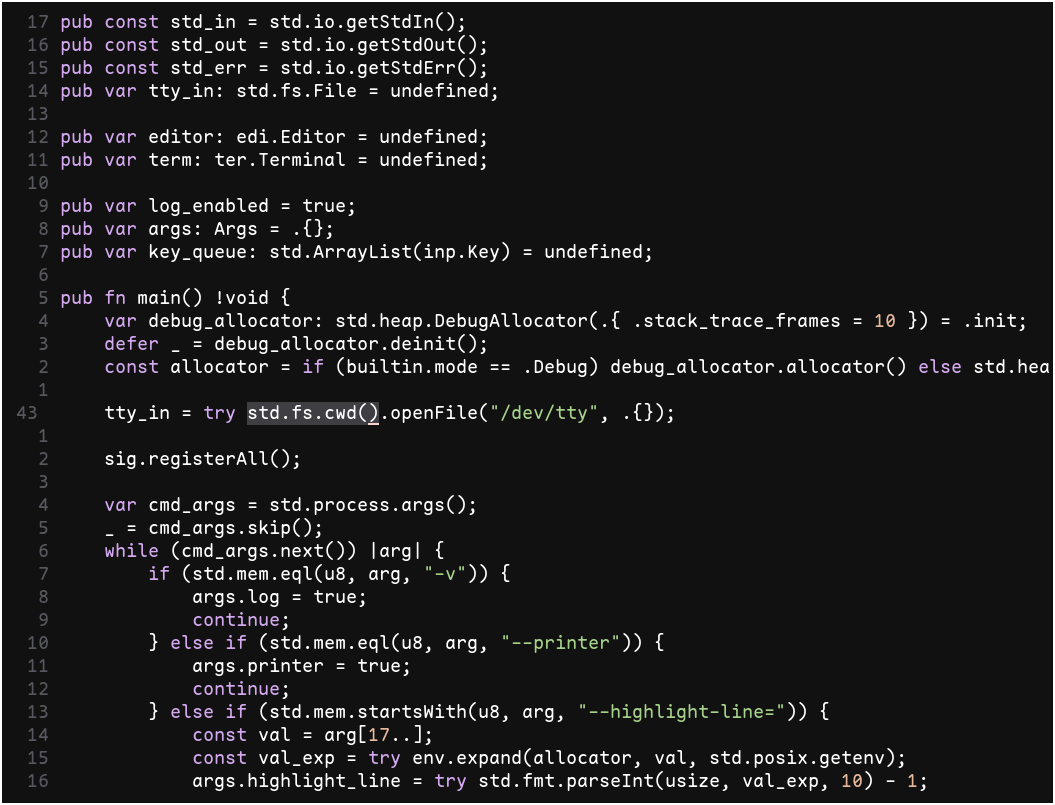 17 pub const std_in = std.io.getStdIn();
16 pub const std_out = std.io.getStdOut();
15 pub const std_err = std.io.getStdErr();
14 pub var tty_in: std.fs.File = undefined;
13
12 pub var editor: edi.Editor = undefined;
11 pub var term: ter.Terminal = undefined;
10
9 pub var log_enabled = true;
8 pub var args: Args = .{};
7 pub var key_queue: std.ArrayList(inp.Key) = undefined;
6
5 pub fn main() !void {
4     var debug_allocator: std.heap.DebugAllocator(.{ .stack_trace_frames = 10 }) = .init;
3     defer _ = debug_allocator.deinit();
2     const allocator = if (builtin.mode == .Debug) debug_allocator.allocator() else std.hea
1
43     tty_in = try std.fs.cwd().openFile("/dev/tty", .{});
1
2     sig.registerAll();
3
4     var cmd_args = std.process.args();
5     _ = cmd_args.skip();
6     while (cmd_args.next()) |arg| {
7         if (std.mem.eql(u8, arg, "-v")) {
8             args.log = true;
9             continue;
10         } else if (std.mem.eql(u8, arg, "--printer")) {
11             args.printer = true;
12             continue;
13         } else if (std.mem.startsWith(u8, arg, "--highlight-line=")) {
14             const val = arg[17..];
15             const val_exp = try env.expand(allocator, val, std.posix.getenv);
16             args.highlight_line = try std.fmt.parseInt(usize, val_exp, 10) - 1;